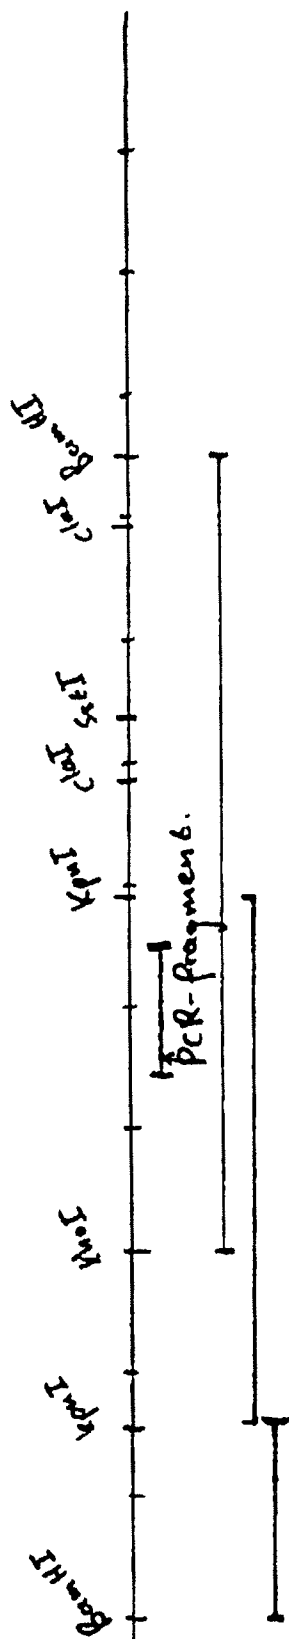 BamHI
KpnI
XhoI
KpnI
ClaI
SstI
ClaI
BamHI
PCR-fragment.